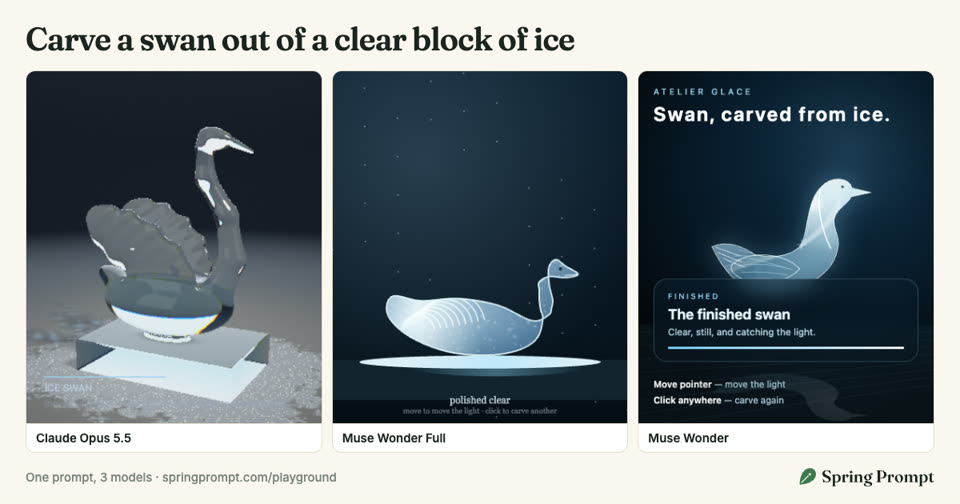 Carve a swan out of a clear block of ice
ICE SWAN
polished clear
move to move the light · click to carve another
ATELIER GLACE
Swan, carved from ice.
FINISHED
The finished swan
Clear, still, and catching the light.
Move pointer — move the light
Click anywhere — carve again
Claude Opus 5.5
Muse Wonder Full
Muse Wonder
One prompt, 3 models · springprompt.com/playground
Spring Prompt